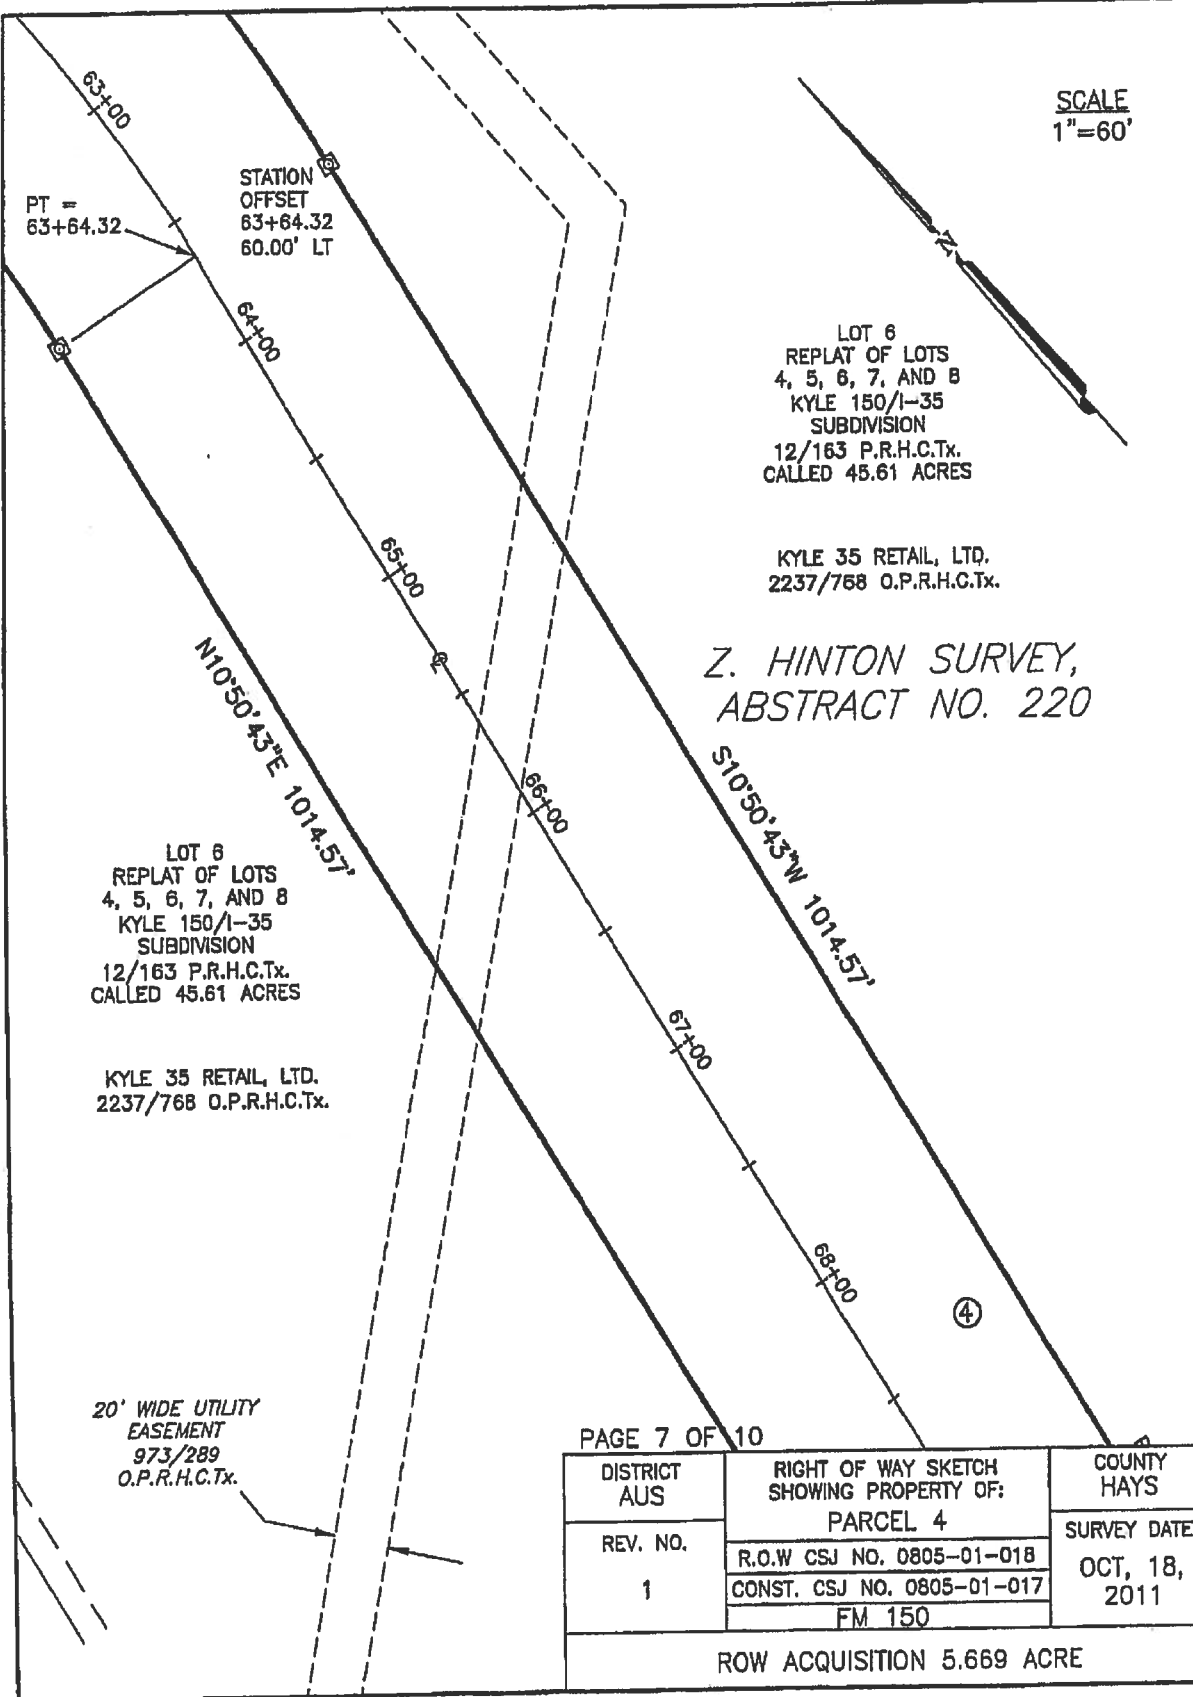 SCALE
1"=60'
63+00
PT =
63+64.32
STATION
OFFSET
63+64.32
60.00' LT
N
64+00
LOT 6
REPLAT OF LOTS
4, 5, 6, 7, AND 8
KYLE 150/I-35
SUBDIVISION
12/163 P.R.H.C.Tx.
CALLED 45.61 ACRES
KYLE 35 RETAIL, LTD.
2237/768 O.P.R.H.C.Tx.
65+00
Z. HINTON SURVEY,
ABSTRACT NO. 220
N10°50'43"E 1014.57'
S10°50'43"W 1014.57'
66+00
LOT 6
REPLAT OF LOTS
4, 5, 6, 7, AND 8
KYLE 150/I-35
SUBDIVISION
12/163 P.R.H.C.Tx.
CALLED 45.61 ACRES
KYLE 35 RETAIL, LTD.
2237/768 O.P.R.H.C.Tx.
67+00
68+00
4
20' WIDE UTILITY
EASEMENT
973/289
O.P.R.H.C.Tx.
PAGE 7 OF 10
DISTRICT
AUS
RIGHT OF WAY SKETCH
SHOWING PROPERTY OF:
PARCEL 4
COUNTY
HAYS
REV. NO.
1
R.O.W CSJ NO. 0805-01-018
CONST. CSJ NO. 0805-01-017
FM 150
SURVEY DATE
OCT, 18,
2011
ROW ACQUISITION 5.669 ACRE